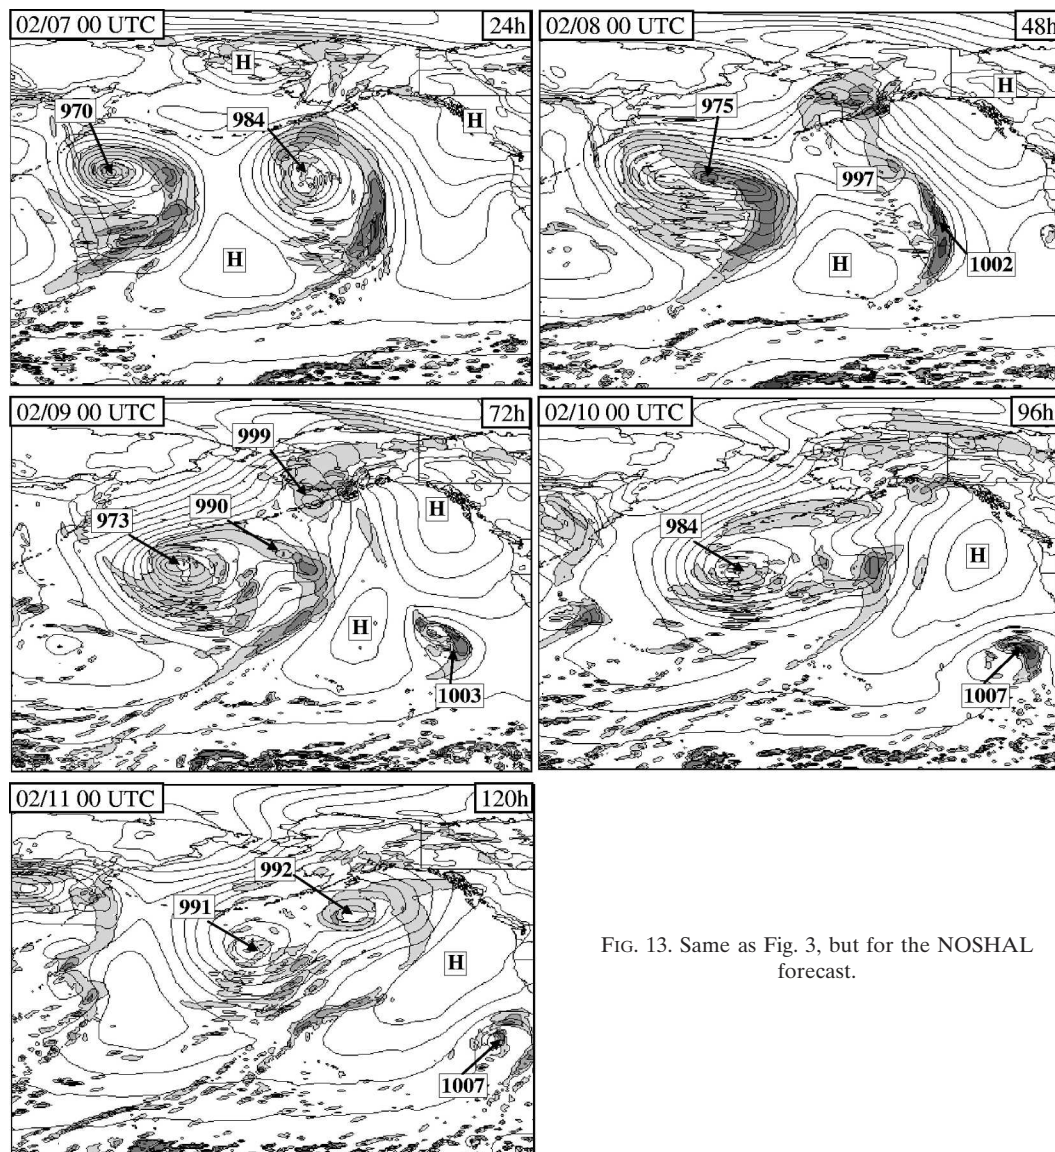 02/07 00/UTC 24h
H
970
984
H
H
02/08 00/UTC 48h
975
H
997
H
1002
02/09 00 UTC 72h
999
H
990
973
H
1003
02/10 00 UTC 96h
984
H
1007
02/11 00 UTC 120h
992
991
H
1007
FIG. 13. Same as Fig. 3, but for the NOSHAL
forecast.